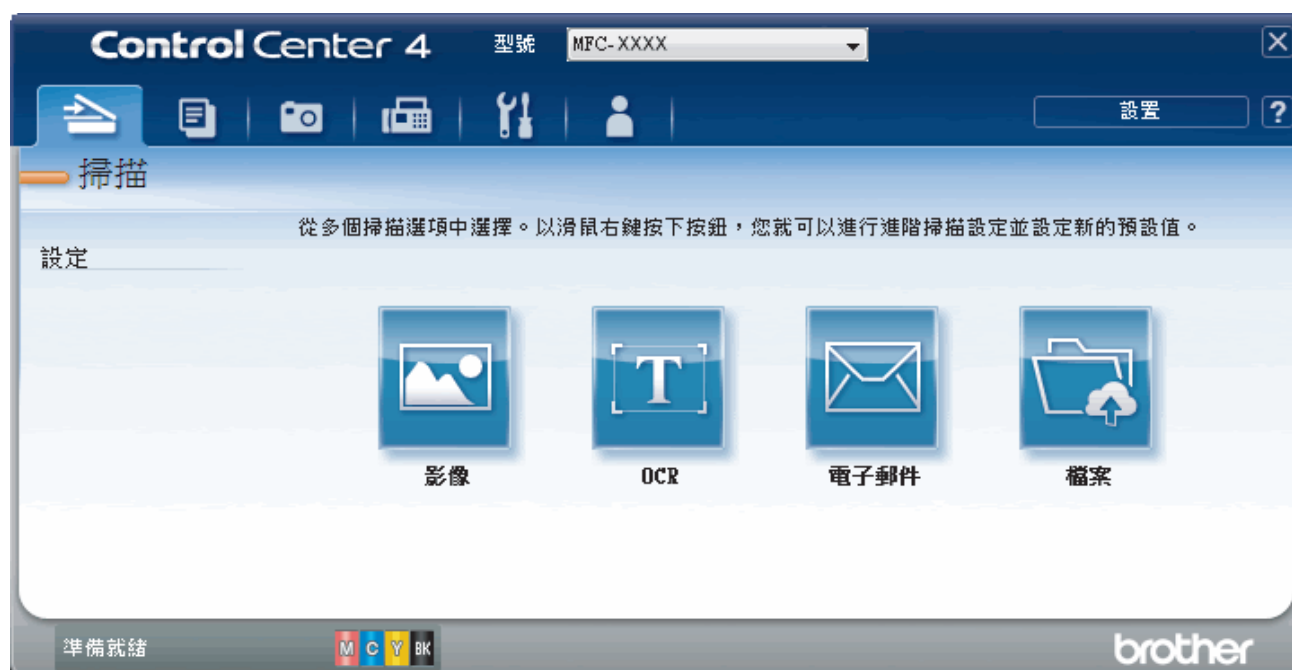 Control Center 4 型號 MFC-XXXX
設置 ?
掃描
從多個掃描選項中選擇。以滑鼠右鍵按下按鈕，您就可以進行進階掃描設定並設定新的預設值。
設定
T
影像 OCR 電子郵件 檔案
準備就緒 M C Y BK brother